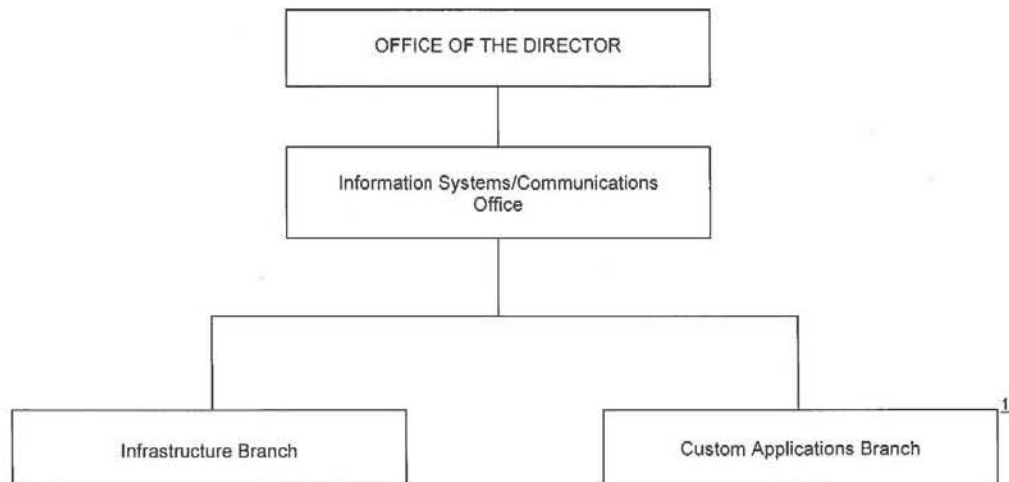 OFFICE OF THE DIRECTOR
Information Systems/Communications
Office
1
Infrastructure Branch
Custom Applications Branch